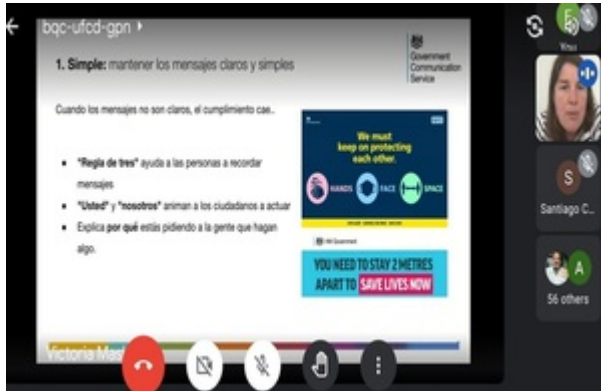 bqc-ufcd-gpn
1. Simple: mantener los mensajes claros y simples
Government
Communication
Service
Cuando los mensajes no son claros, el cumplimiento cae..
"Regla de tres" ayuda a las personas a recordar
mensajes
"Usted" y "nosotros" animan a los ciudadanos a actuar
Explica por qué estás pidiendo a la gente que hagan
algo.
We must
keep on protecting
each other.
HANDS FACE SPACE
HM Government
YOU NEED TO STAY 2 METRES
APART TO SAVE LIVES NOW
Victoria
E
S
Santiago C...
A
56 others